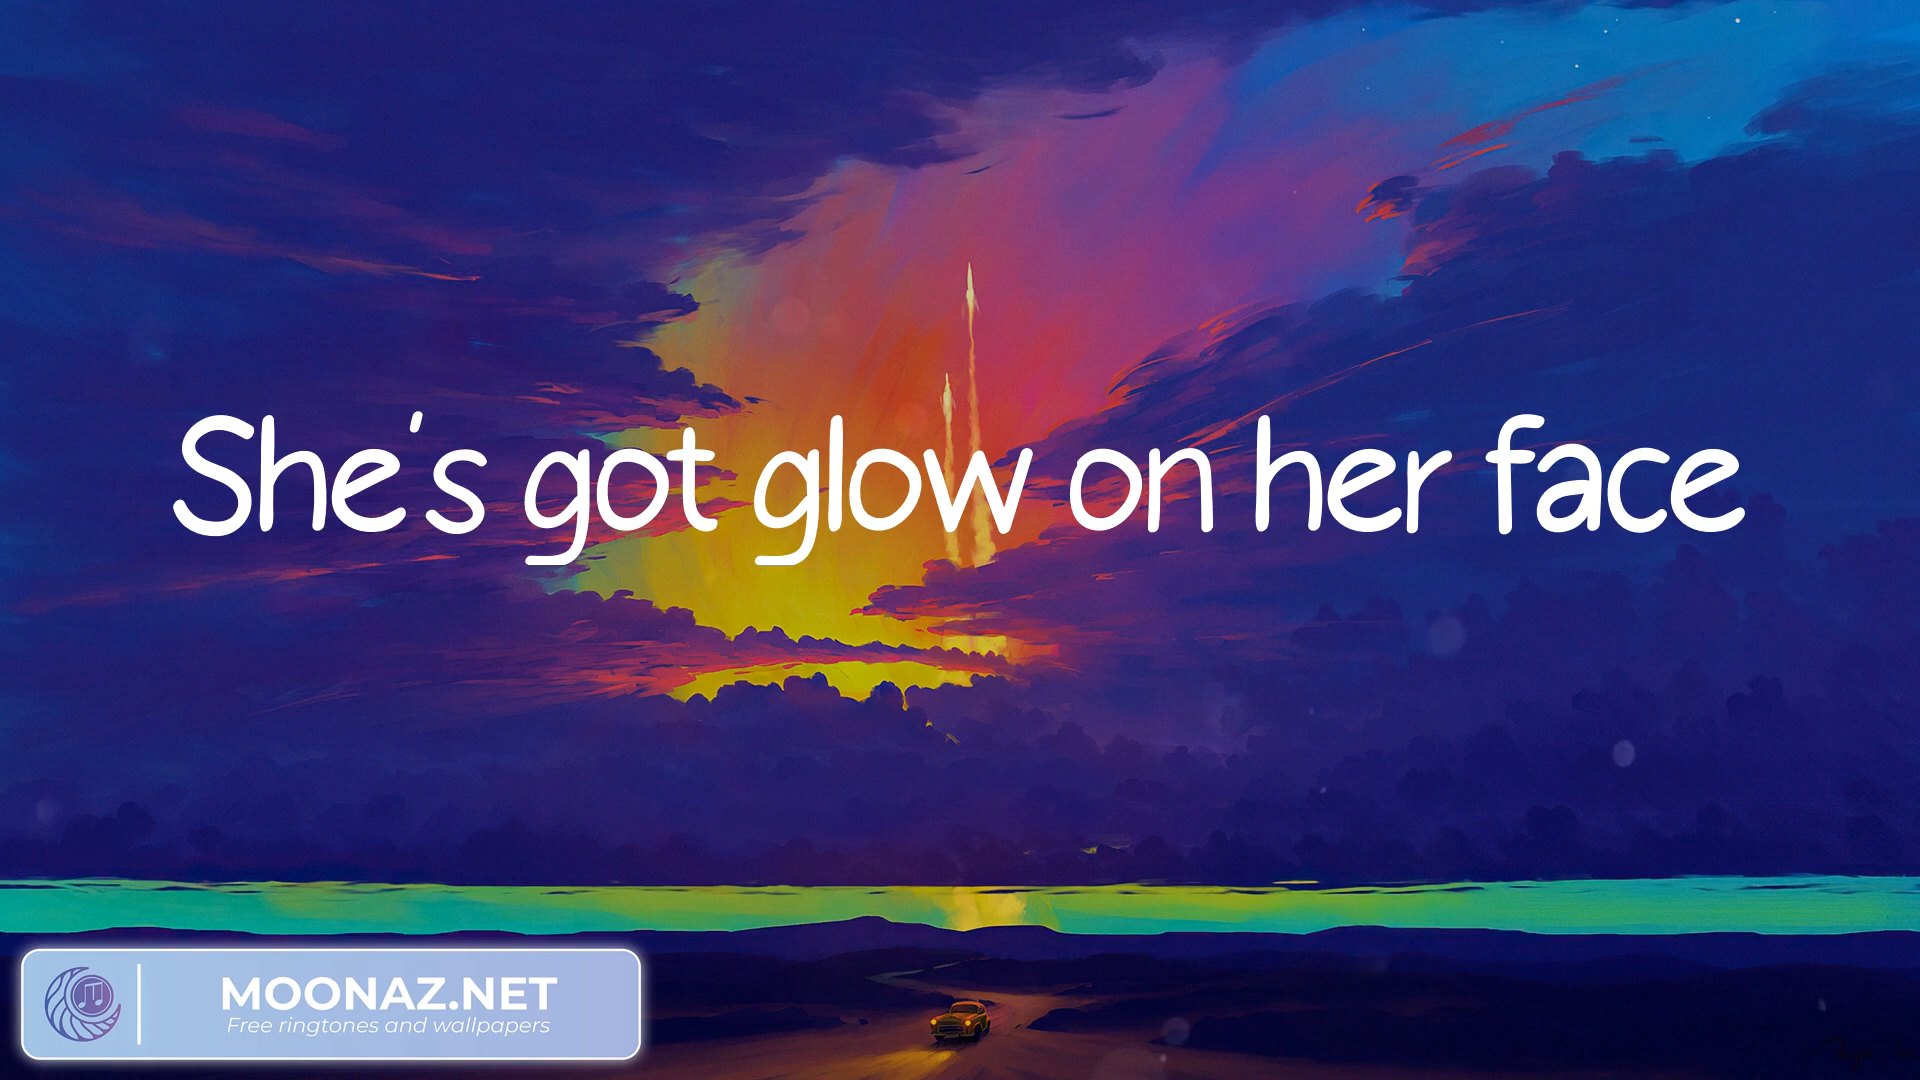 She's got glow on her face
MOONAZ.NET
Free ringtones and wallpapers